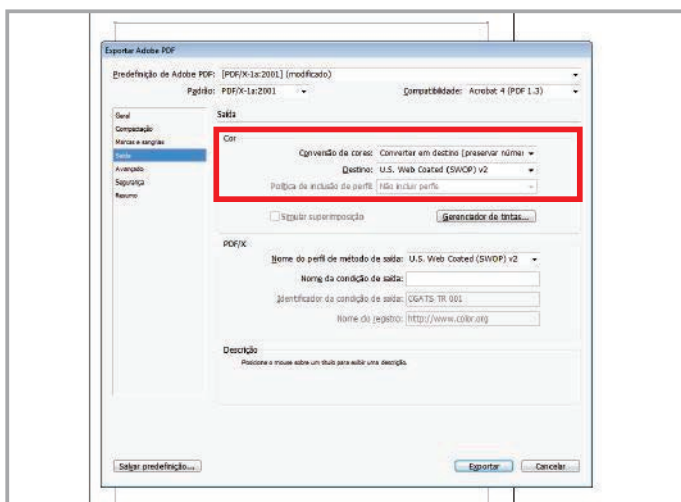 Exportar Adobe PDF
Predefinição de Adobe PDF: [PDF/X-1a:2001] (modificado)
Padrão: PDF/X-1a:2001 Compatibilidade: Acrobat 4 (PDF 1.3)
Geral
Compactação
Marcas e sangrias
Saída
Avançado
Segurança
Resumo
Saída
Cor
Conversão de cores: Converter em destino [preservar númer
Destino: U.S. Web Coated (SWOP) v2
Política de inclusão de perfil: Não incluir perfis
Simular superimposição Gerenciador de tintas...
PDF/X
Nome do perfil de método de saída: U.S. Web Coated (SWOP) v2
Nome da condição de saída:
Identificador da condição de saída: CGATS TR 001
Nome do registro: http://www.color.org
Descrição
Posicione o mouse sobre um título para exibir uma descrição.
Salvar predefinição... Exportar Cancelar